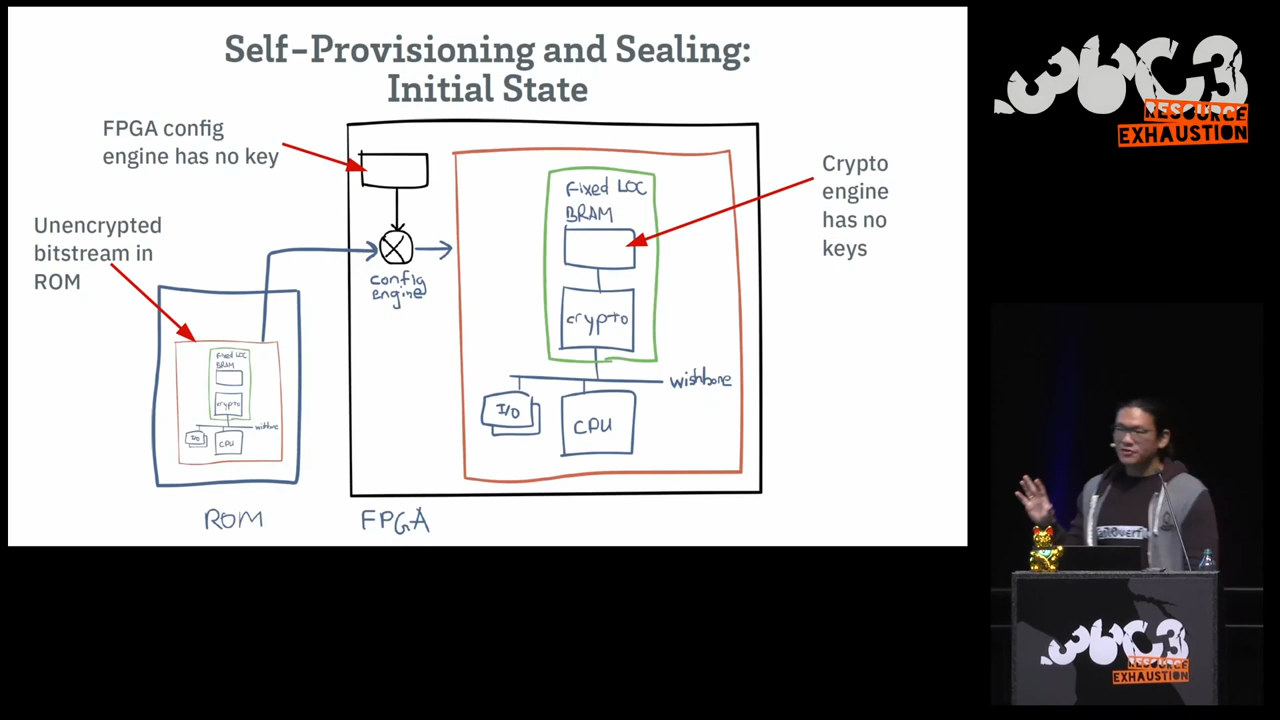 Self-Provisioning and Sealing:
Initial State
FPGA config
engine has no key
Unencrypted
bitstream in
ROM
Crypto
engine
has no
keys
config
engine
Fixed LOC
BRAM
crypto
wishbone
I/O
CPU
Fixed LOC
BRAM
crypto
wishbone
I/O
CPU
ROM
FPGA
36C3
RESOURCE
EXHAUSTION
36C3
RESOURCE
EXHAUSTION